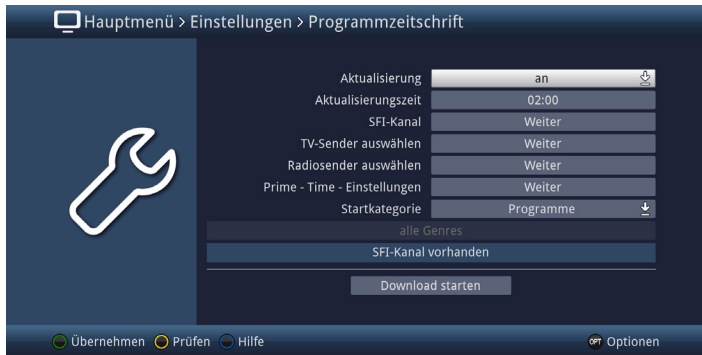 Hauptmenü > Einstellungen > Programmzeitschrift
Aktualisierung an
Aktualisierungszeit 02:00
SFI-Kanal Weiter
TV-Sender auswählen Weiter
Radiosender auswählen Weiter
Prime - Time - Einstellungen Weiter
Startkategorie Programme
alle Genres
SFI-Kanal vorhanden
Download starten
Übernehmen Prüfen Hilfe OPT Optionen